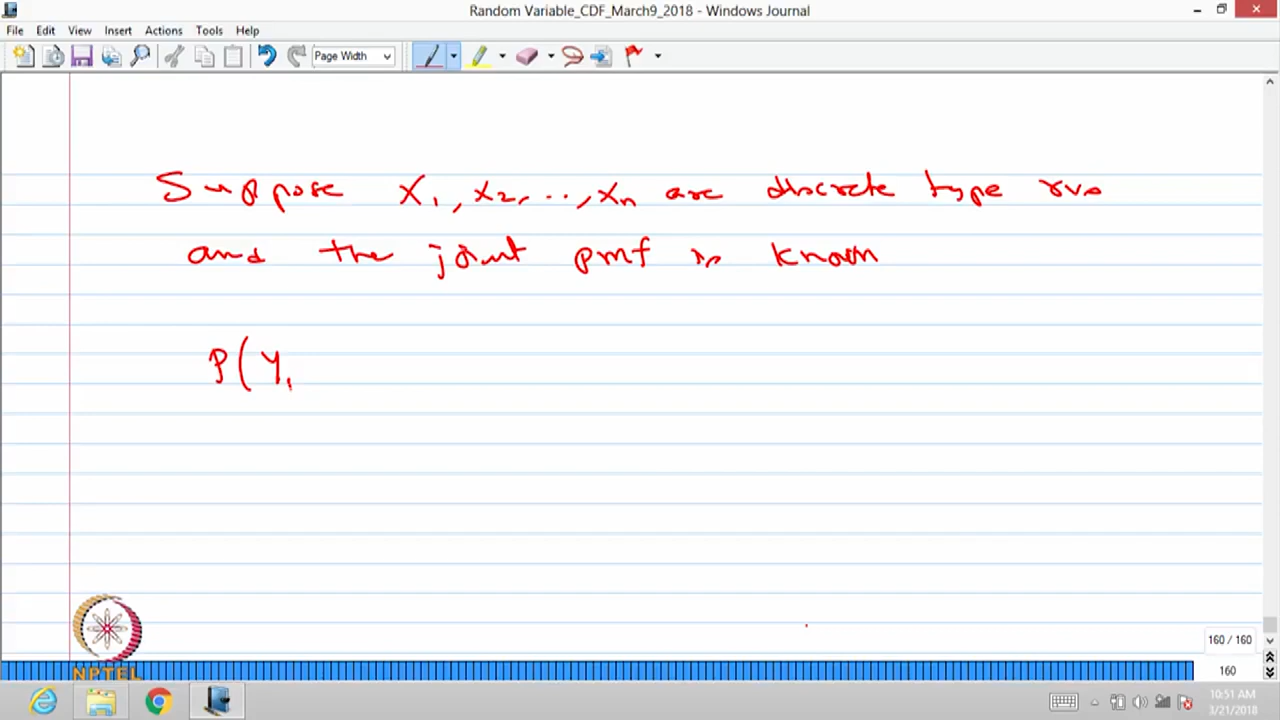 Random Variable_CDF_March9_2018 - Windows Journal
File Edit View Insert Actions Tools Help
Page Width
Suppose X1, X2, ..., Xn are discrete type rvs
and the joint pmf is known
P(Y1
160 / 160
160
NPTEL
10:51 AM
3/21/2018